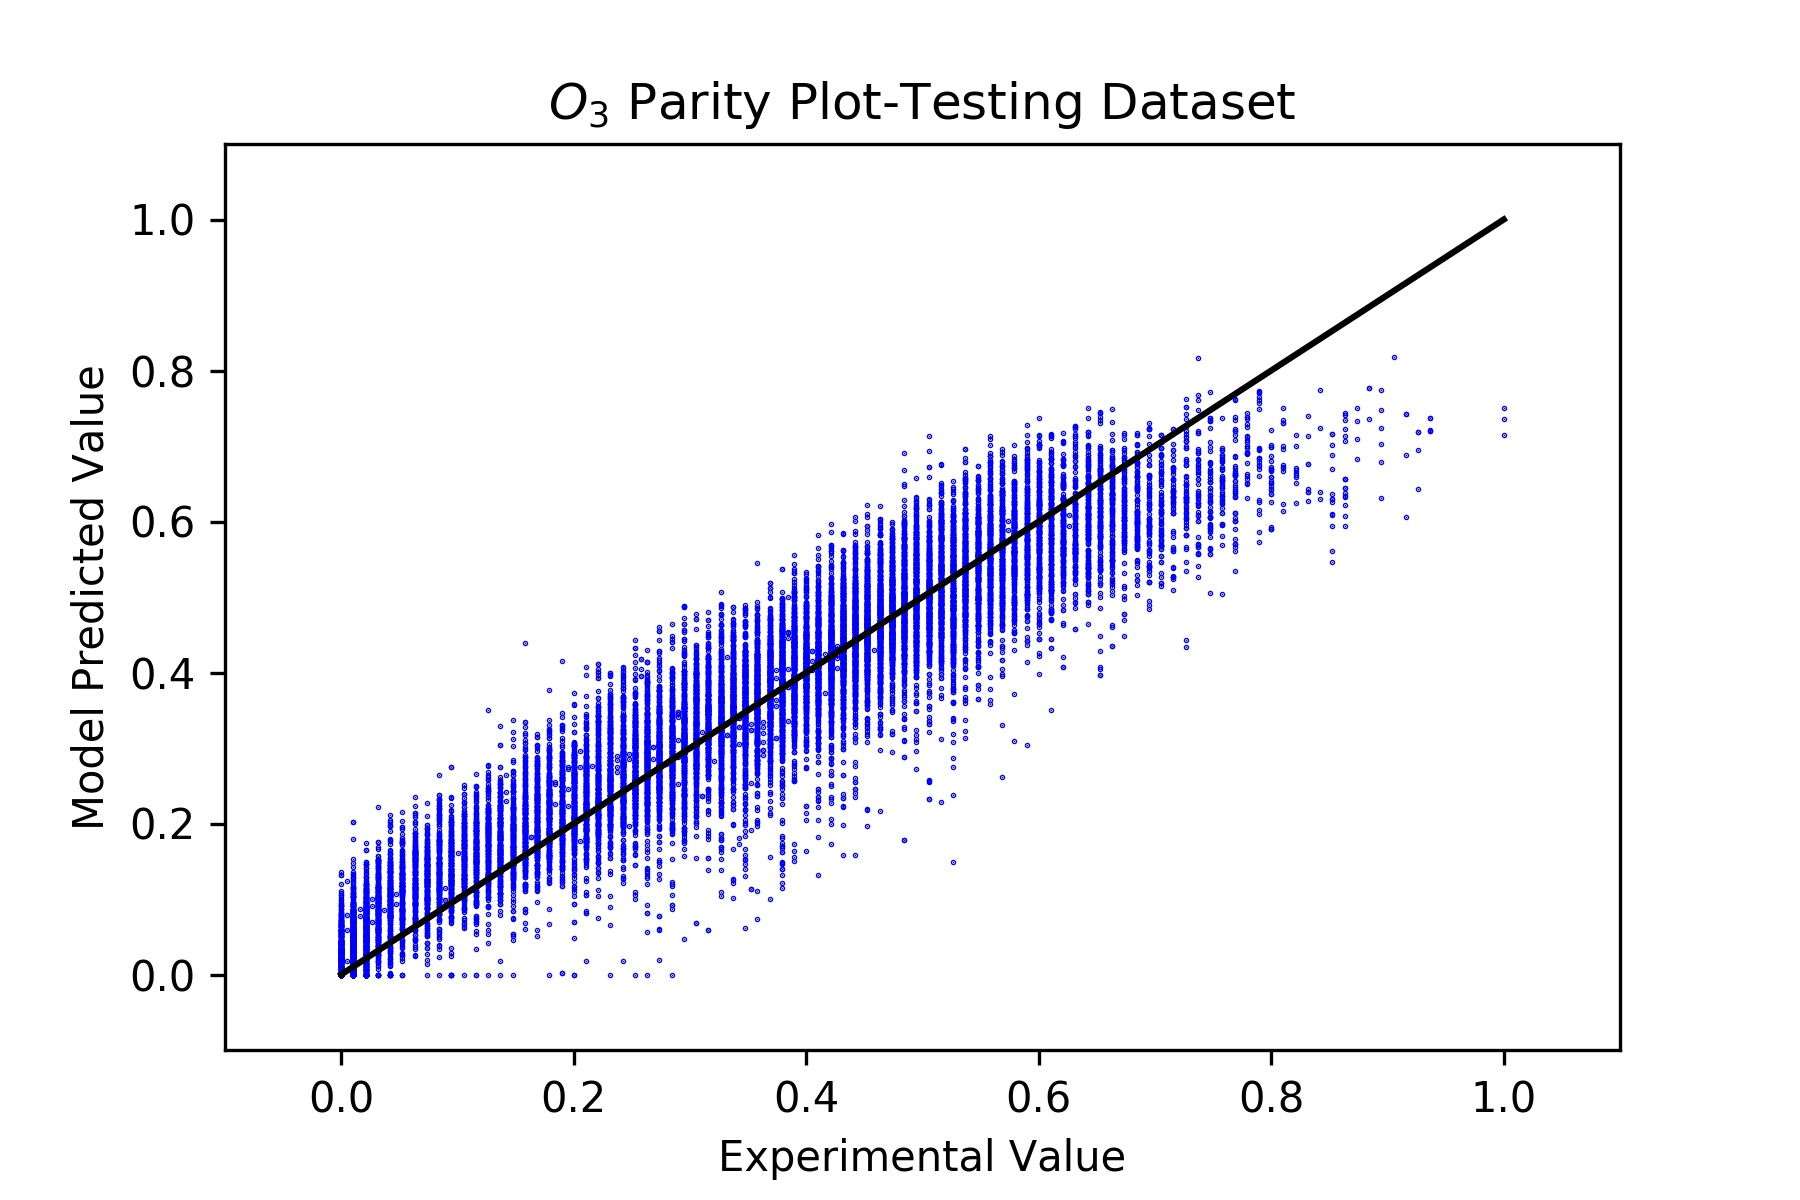 O₃ Parity Plot-Testing Dataset
Model Predicted Value
1.0
0.8
0.6
0.4
0.2
0.0
0.0 0.2 0.4 0.6 0.8 1.0
Experimental Value